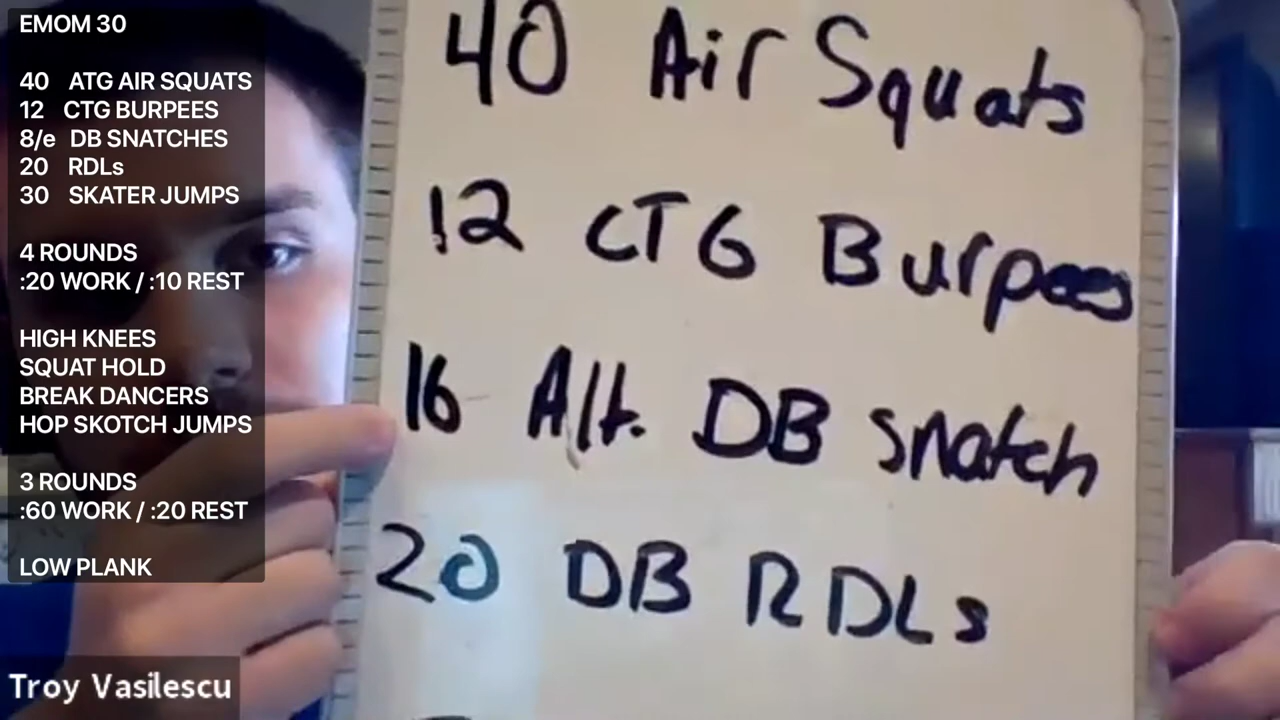 EMOM 30
40 ATG AIR SQUATS
12 CTG BURPEES
8/e DB SNATCHES
20 RDLs
30 SKATER JUMPS
4 ROUNDS
:20 WORK / :10 REST
HIGH KNEES
SQUAT HOLD
BREAK DANCERS
HOP SKOTCH JUMPS
3 ROUNDS
:60 WORK / :20 REST
LOW PLANK
Troy Vasilescu
40 Air Squats
12 CTG Burpees
16 Alt. DB snatch
20 DB RDLs